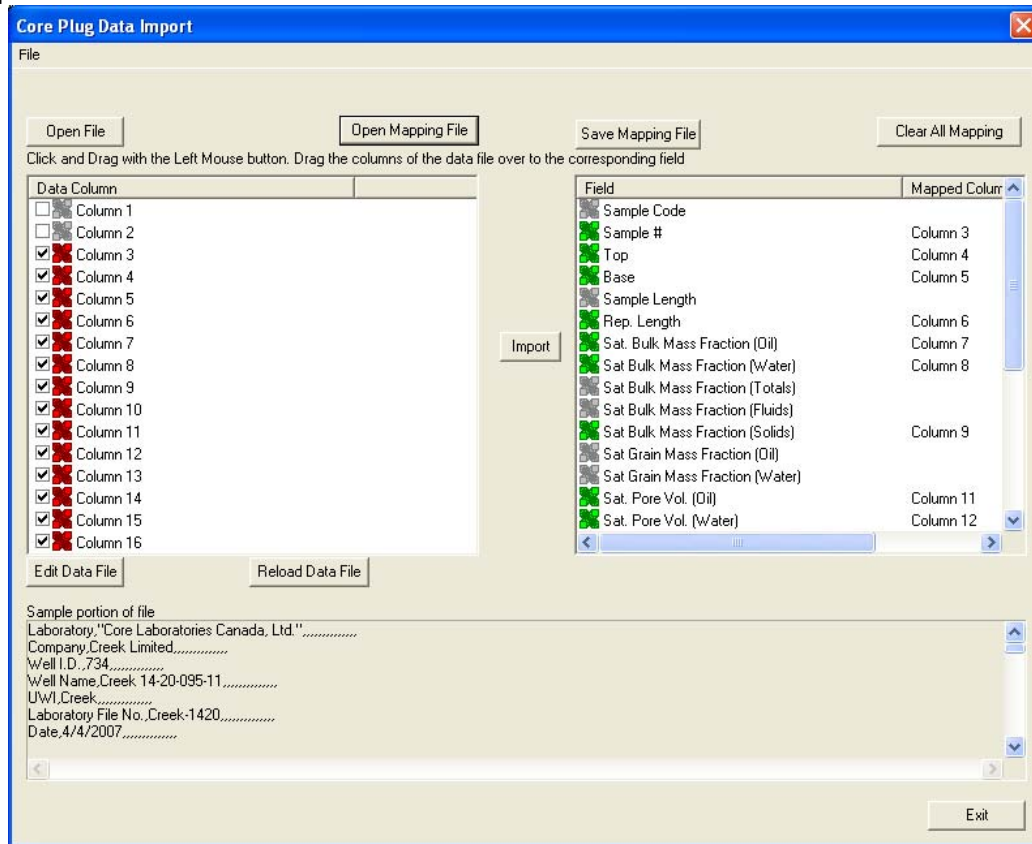 Core Plug Data Import
File
Open File
Open Mapping File
Save Mapping File
Clear All Mapping
Click and Drag with the Left Mouse button. Drag the columns of the data file over to the corresponding field
Data Column
Column 1
Column 2
Column 3
Column 4
Column 5
Column 6
Column 7
Column 8
Column 9
Column 10
Column 11
Column 12
Column 13
Column 14
Column 15
Column 16
Import
Field Mapped Colum
Sample Code
Sample # Column 3
Top Column 4
Base Column 5
Sample Length
Rep. Length Column 6
Sat. Bulk Mass Fraction (Oil) Column 7
Sat Bulk Mass Fraction (Water) Column 8
Sat Bulk Mass Fraction (Totals)
Sat Bulk Mass Fraction (Fluids)
Sat Bulk Mass Fraction (Solids) Column 9
Sat Grain Mass Fraction (Oil)
Sat Grain Mass Fraction (Water)
Sat. Pore Vol. (Oil) Column 11
Sat. Pore Vol. (Water) Column 12
Edit Data File
Reload Data File
Sample portion of file
Laboratory,"Core Laboratories Canada, Ltd.",,,,,,,,,,,,,,
Company,Creek Limited,,,,,,,,,,,,,,
Well I.D.,734,,,,,,,,,,,,,,
Well Name,Creek 14-20-095-11,,,,,,,,,,,,,,
UWI,Creek,,,,,,,,,,,,,,
Laboratory File No.,Creek-1420,,,,,,,,,,,,,,
Date,4/4/2007,,,,,,,,,,,,,,
Exit